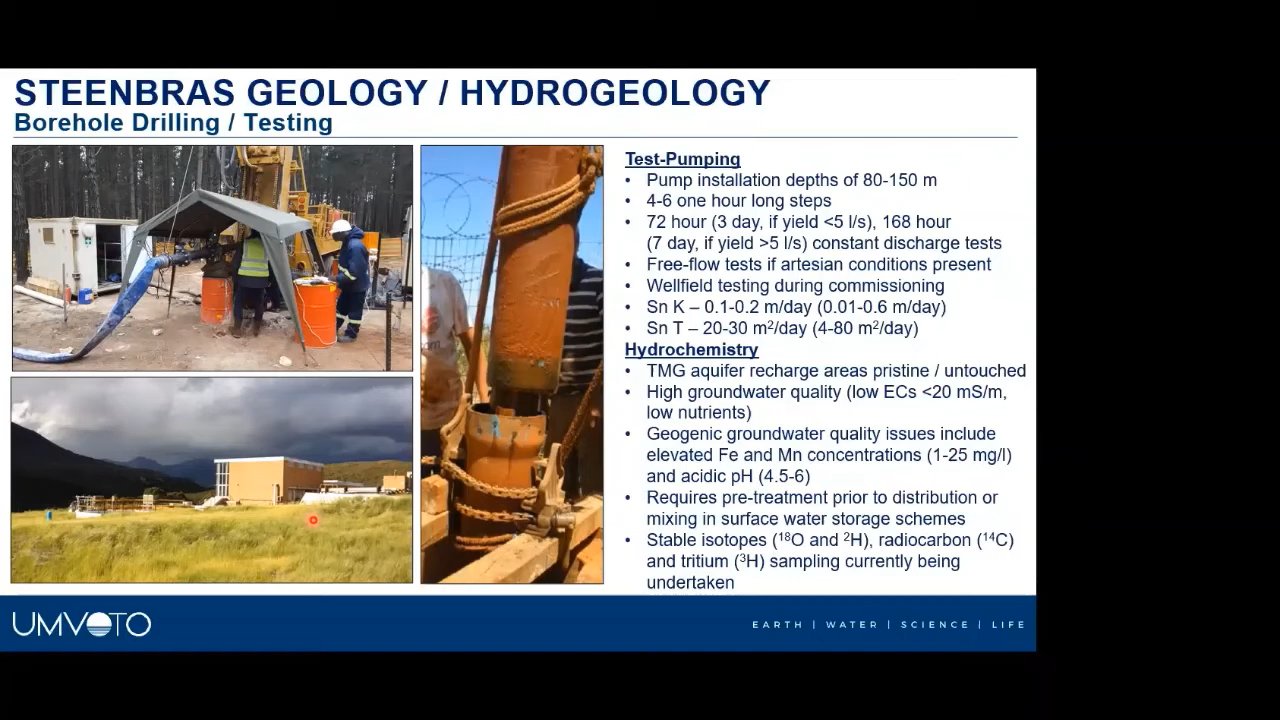 STEENBRAS GEOLOGY / HYDROGEOLOGY
Borehole Drilling / Testing
Test-Pumping
• Pump installation depths of 80-150 m
• 4-6 one hour long steps
• 72 hour (3 day, if yield <5 l/s), 168 hour
(7 day, if yield >5 l/s) constant discharge tests
• Free-flow tests if artesian conditions present
• Wellfield testing during commissioning
• Sn K – 0.1-0.2 m/day (0.01-0.6 m/day)
• Sn T – 20-30 m²/day (4-80 m²/day)
Hydrochemistry
• TMG aquifer recharge areas pristine / untouched
• High groundwater quality (low ECs <20 mS/m,
low nutrients)
• Geogenic groundwater quality issues include
elevated Fe and Mn concentrations (1-25 mg/l)
and acidic pH (4.5-6)
• Requires pre-treatment prior to distribution or
mixing in surface water storage schemes
• Stable isotopes (¹⁸O and ²H), radiocarbon (¹⁴C)
and tritium (³H) sampling currently being
undertaken
UMVOTO
EARTH | WATER | SCIENCE | LIFE